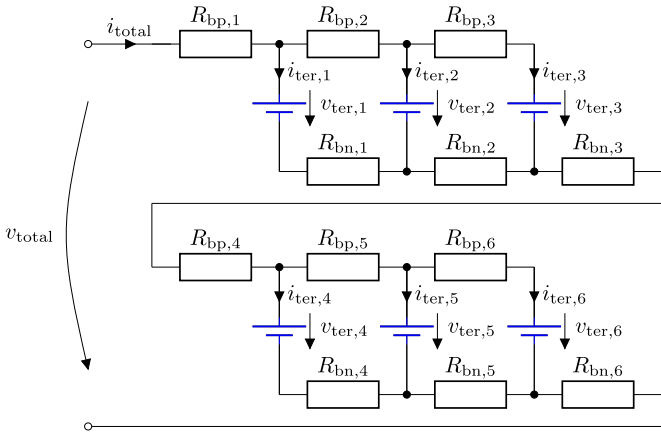 i_total R_bp,1 R_bp,2 R_bp,3
i_ter,1 i_ter,2 i_ter,3
v_ter,1 v_ter,2 v_ter,3
R_bn,1 R_bn,2 R_bn,3
v_total
R_bp,4 R_bp,5 R_bp,6
i_ter,4 i_ter,5 i_ter,6
v_ter,4 v_ter,5 v_ter,6
R_bn,4 R_bn,5 R_bn,6